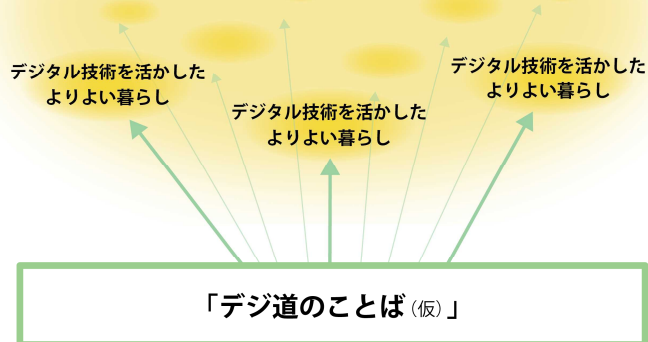 デジタル技術を活かした
よりよい暮らし
デジタル技術を活かした
よりよい暮らし
デジタル技術を活かした
よりよい暮らし
「デジ道のことば（仮）」